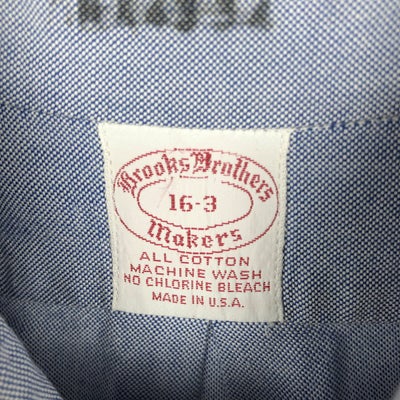 Brooks Brothers
16-3
Makers
ALL COTTON
MACHINE WASH
NO CHLORINE BLEACH
MADE IN U.S.A.